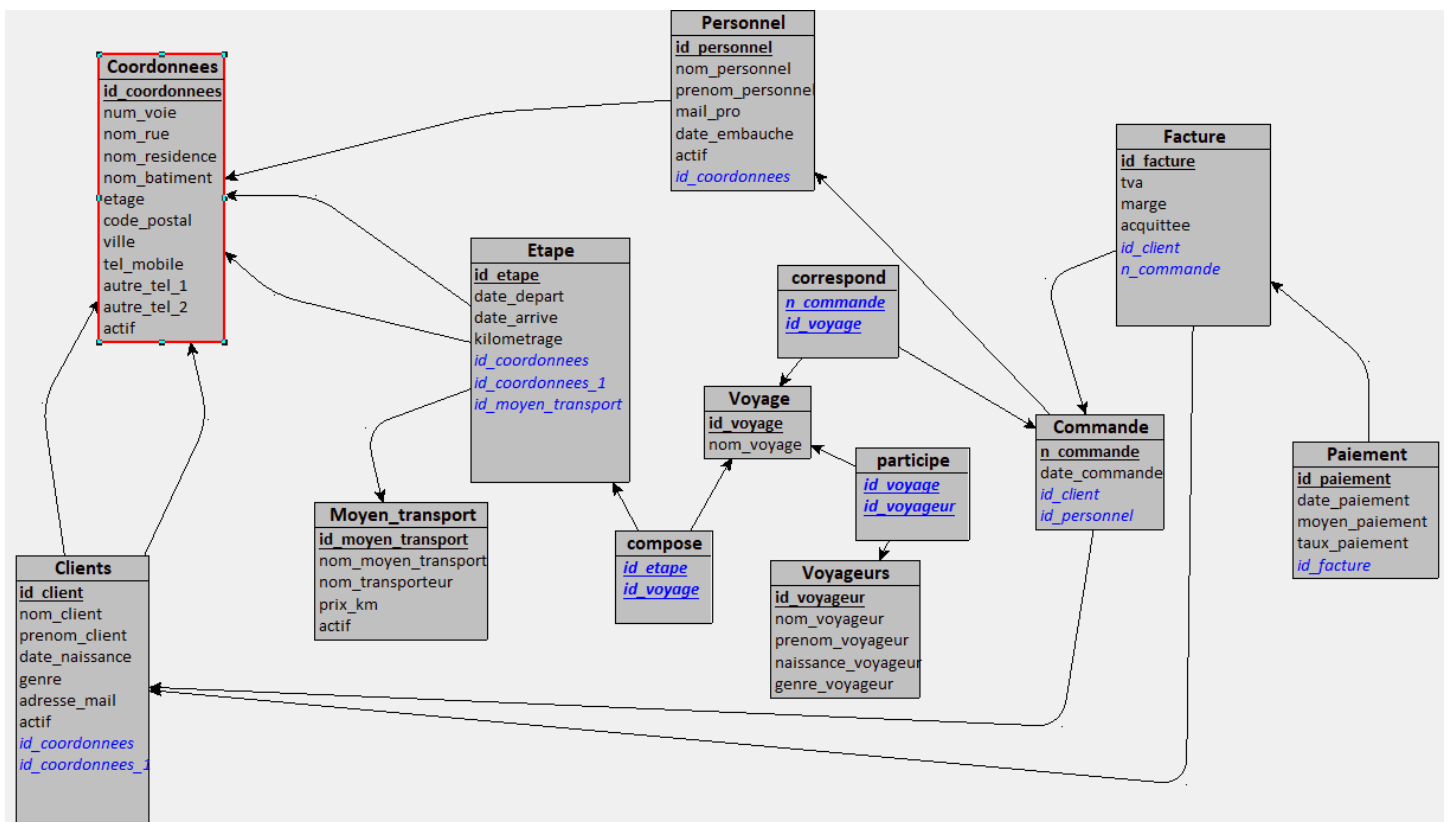 Personnel
id_personnel
nom_personnel
prenom_personnel
mail_pro
date_embauche
actif
id_coordonnees
Coordonnees
id_coordonnees
num_voie
nom_rue
nom_residence
nom_batiment
etage
code_postal
ville
tel_mobile
autre_tel_1
autre_tel_2
actif
Facture
id_facture
tva
marge
acquittee
id_client
n_commande
Etape
id_etape
date_depart
date_arrive
kilometrage
id_coordonnees
id_coordonnees_1
id_moyen_transport
correspond
n_commande
id_voyage
Voyage
id_voyage
nom_voyage
Commande
n_commande
date_commande
id_client
id_personnel
participe
id_voyage
id_voyageur
Paiement
id_paiement
date_paiement
moyen_paiement
taux_paiement
id_facture
Moyen_transport
id_moyen_transport
nom_moyen_transport
nom_transporteur
prix_km
actif
compose
id_etape
id_voyage
Voyageurs
id_voyageur
nom_voyageur
prenom_voyageur
naissance_voyageur
genre_voyageur
Clients
id_client
nom_client
prenom_client
date_naissance
genre
adresse_mail
actif
id_coordonnees
id_coordonnees_1